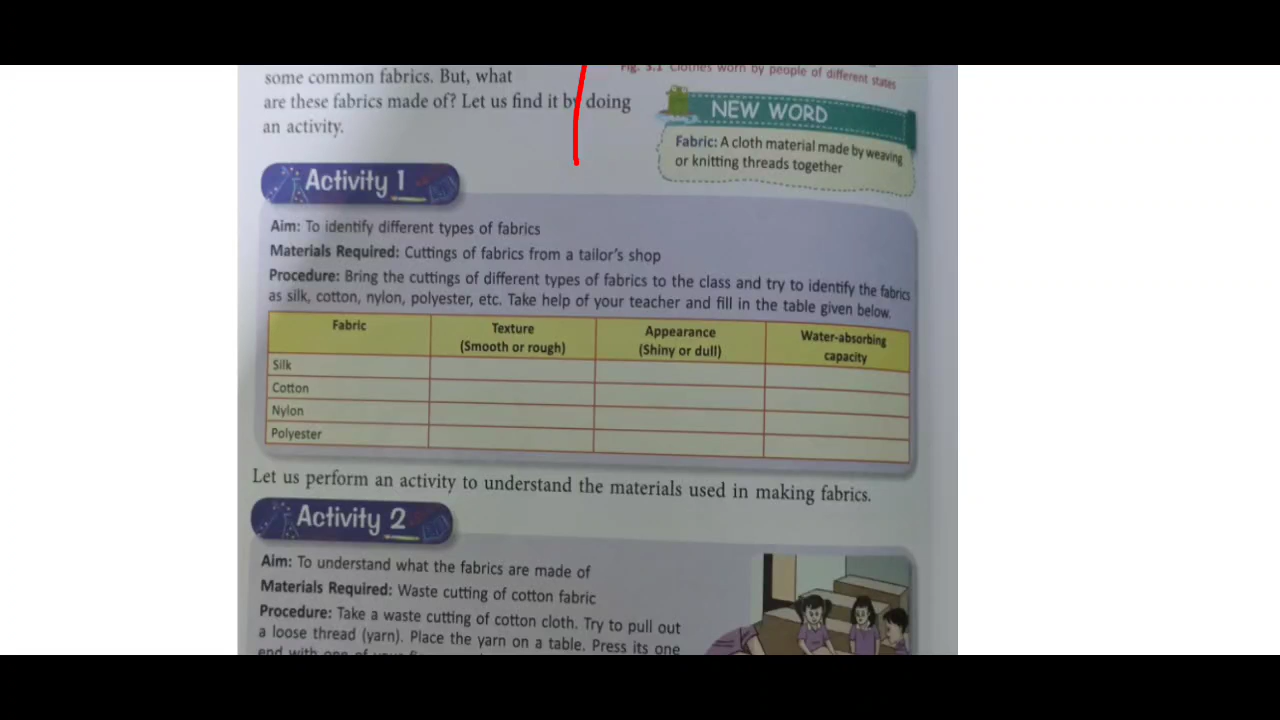 some common fabrics. But, what
are these fabrics made of? Let us find it by doing
an activity.
Fig. 3.1 Clothes worn by people of different states
NEW WORD
Fabric: A cloth material made by weaving
or knitting threads together
Activity 1
Aim: To identify different types of fabrics
Materials Required: Cuttings of fabrics from a tailor's shop
Procedure: Bring the cuttings of different types of fabrics to the class and try to identify the fabrics
as silk, cotton, nylon, polyester, etc. Take help of your teacher and fill in the table given below.
Fabric
Texture
(Smooth or rough)
Appearance
(Shiny or dull)
Water-absorbing
capacity
Silk
Cotton
Nylon
Polyester
Let us perform an activity to understand the materials used in making fabrics.
Activity 2
Aim: To understand what the fabrics are made of
Materials Required: Waste cutting of cotton fabric
Procedure: Take a waste cutting of cotton cloth. Try to pull out
a loose thread (yarn). Place the yarn on a table. Press its one
end with one of your